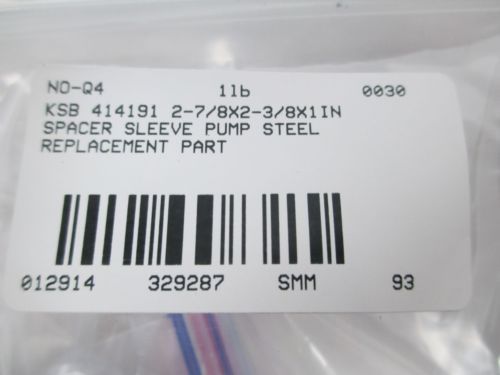 NO-Q4 1lb 0030
KSB 414191 2-7/8X2-3/8X1IN
SPACER SLEEVE PUMP STEEL
REPLACEMENT PART
012914 329287 SMM 93